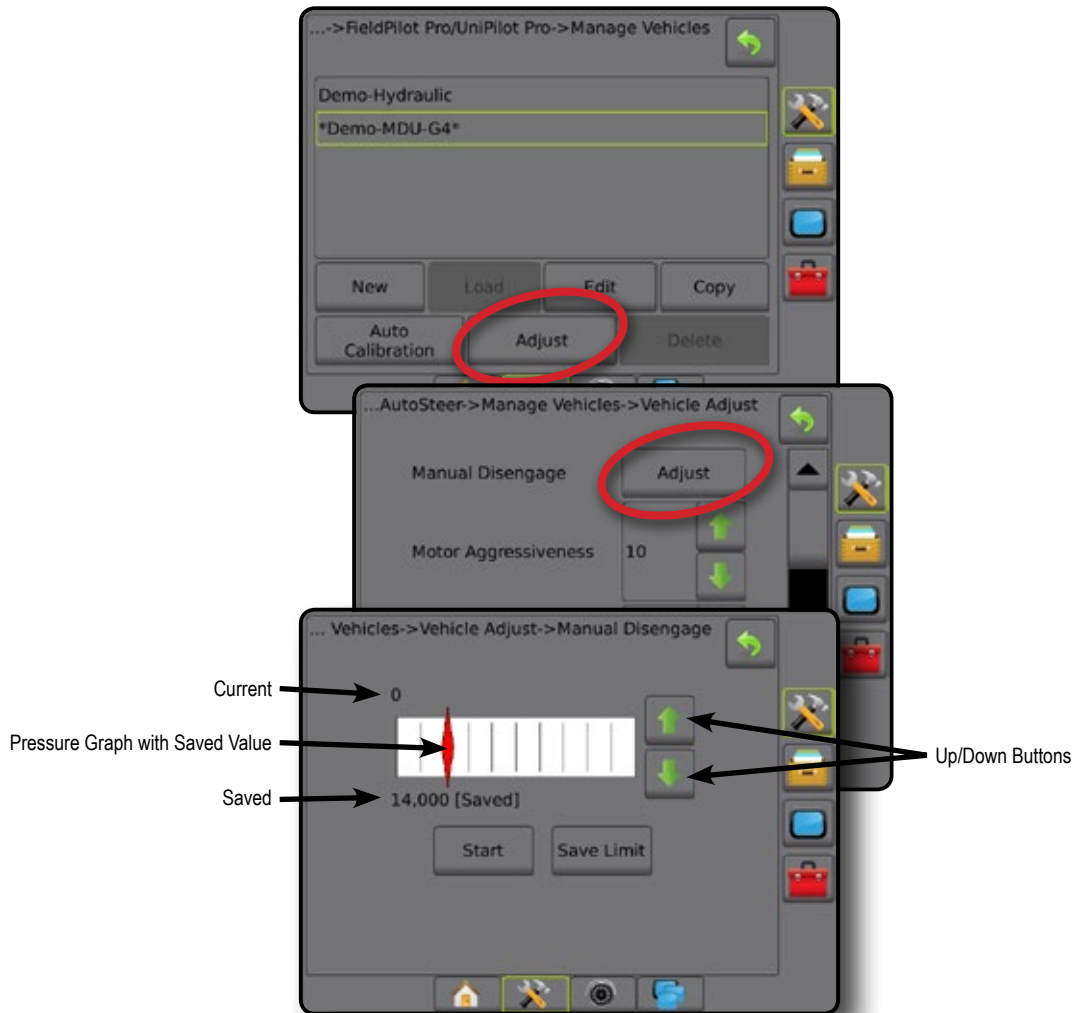 ...->FieldPilot Pro/UniPilot Pro->Manage Vehicles
Demo-Hydraulic
*Demo-MDU-G4*
New
Load
Edit
Copy
Auto
Calibration
Adjust
Delete
...AutoSteer->Manage Vehicles->Vehicle Adjust
Manual Disengage
Adjust
Motor Aggressiveness
10
... Vehicles->Vehicle Adjust->Manual Disengage
Current
0
Pressure Graph with Saved Value
Up/Down Buttons
Saved
14,000 [Saved]
Start
Save Limit